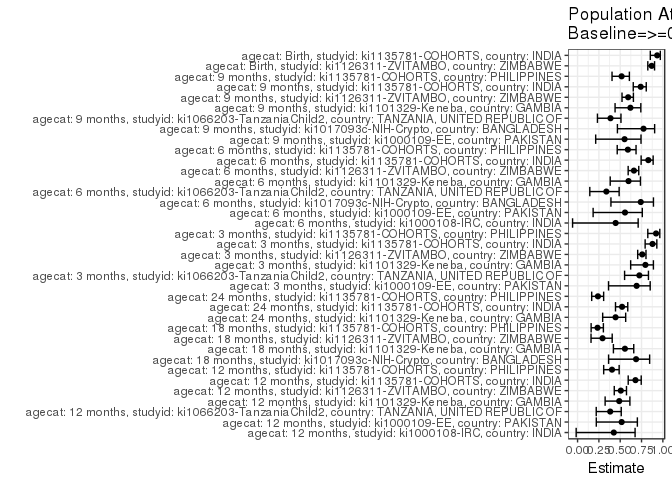 Population At
Baseline=>=0
agecat: Birth, studyid: ki1135781-COHORTS, country: INDIA
agecat: Birth, studyid: ki1126311-ZVITAMBO, country: ZIMBABWE
agecat: 9 months, studyid: ki1135781-COHORTS, country: PHILIPPINES
agecat: 9 months, studyid: ki1135781-COHORTS, country: INDIA
agecat: 9 months, studyid: ki1126311-ZVITAMBO, country: ZIMBABWE
agecat: 9 months, studyid: ki1101329-Keneba, country: GAMBIA
agecat: 9 months, studyid: ki1066203-TanzaniaChild2, country: TANZANIA, UNITED REPUBLIC OF
agecat: 9 months, studyid: ki1017093c-NIH-Crypto, country: BANGLADESH
agecat: 9 months, studyid: ki1000109-EE, country: PAKISTAN
agecat: 6 months, studyid: ki1135781-COHORTS, country: PHILIPPINES
agecat: 6 months, studyid: ki1135781-COHORTS, country: INDIA
agecat: 6 months, studyid: ki1126311-ZVITAMBO, country: ZIMBABWE
agecat: 6 months, studyid: ki1101329-Keneba, country: GAMBIA
agecat: 6 months, studyid: ki1066203-TanzaniaChild2, country: TANZANIA, UNITED REPUBLIC OF
agecat: 6 months, studyid: ki1017093c-NIH-Crypto, country: BANGLADESH
agecat: 6 months, studyid: ki1000109-EE, country: PAKISTAN
agecat: 6 months, studyid: ki1000108-IRC, country: INDIA
agecat: 3 months, studyid: ki1135781-COHORTS, country: PHILIPPINES
agecat: 3 months, studyid: ki1135781-COHORTS, country: INDIA
agecat: 3 months, studyid: ki1126311-ZVITAMBO, country: ZIMBABWE
agecat: 3 months, studyid: ki1101329-Keneba, country: GAMBIA
agecat: 3 months, studyid: ki1066203-TanzaniaChild2, country: TANZANIA, UNITED REPUBLIC OF
agecat: 3 months, studyid: ki1000109-EE, country: PAKISTAN
agecat: 24 months, studyid: ki1135781-COHORTS, country: PHILIPPINES
agecat: 24 months, studyid: ki1135781-COHORTS, country: INDIA
agecat: 24 months, studyid: ki1101329-Keneba, country: GAMBIA
agecat: 18 months, studyid: ki1135781-COHORTS, country: PHILIPPINES
agecat: 18 months, studyid: ki1126311-ZVITAMBO, country: ZIMBABWE
agecat: 18 months, studyid: ki1101329-Keneba, country: GAMBIA
agecat: 18 months, studyid: ki1017093c-NIH-Crypto, country: BANGLADESH
agecat: 12 months, studyid: ki1135781-COHORTS, country: PHILIPPINES
agecat: 12 months, studyid: ki1135781-COHORTS, country: INDIA
agecat: 12 months, studyid: ki1126311-ZVITAMBO, country: ZIMBABWE
agecat: 12 months, studyid: ki1101329-Keneba, country: GAMBIA
agecat: 12 months, studyid: ki1066203-TanzaniaChild2, country: TANZANIA, UNITED REPUBLIC OF
agecat: 12 months, studyid: ki1000109-EE, country: PAKISTAN
agecat: 12 months, studyid: ki1000108-IRC, country: INDIA
0.00 0.25 0.50 0.75 1.00
Estimate